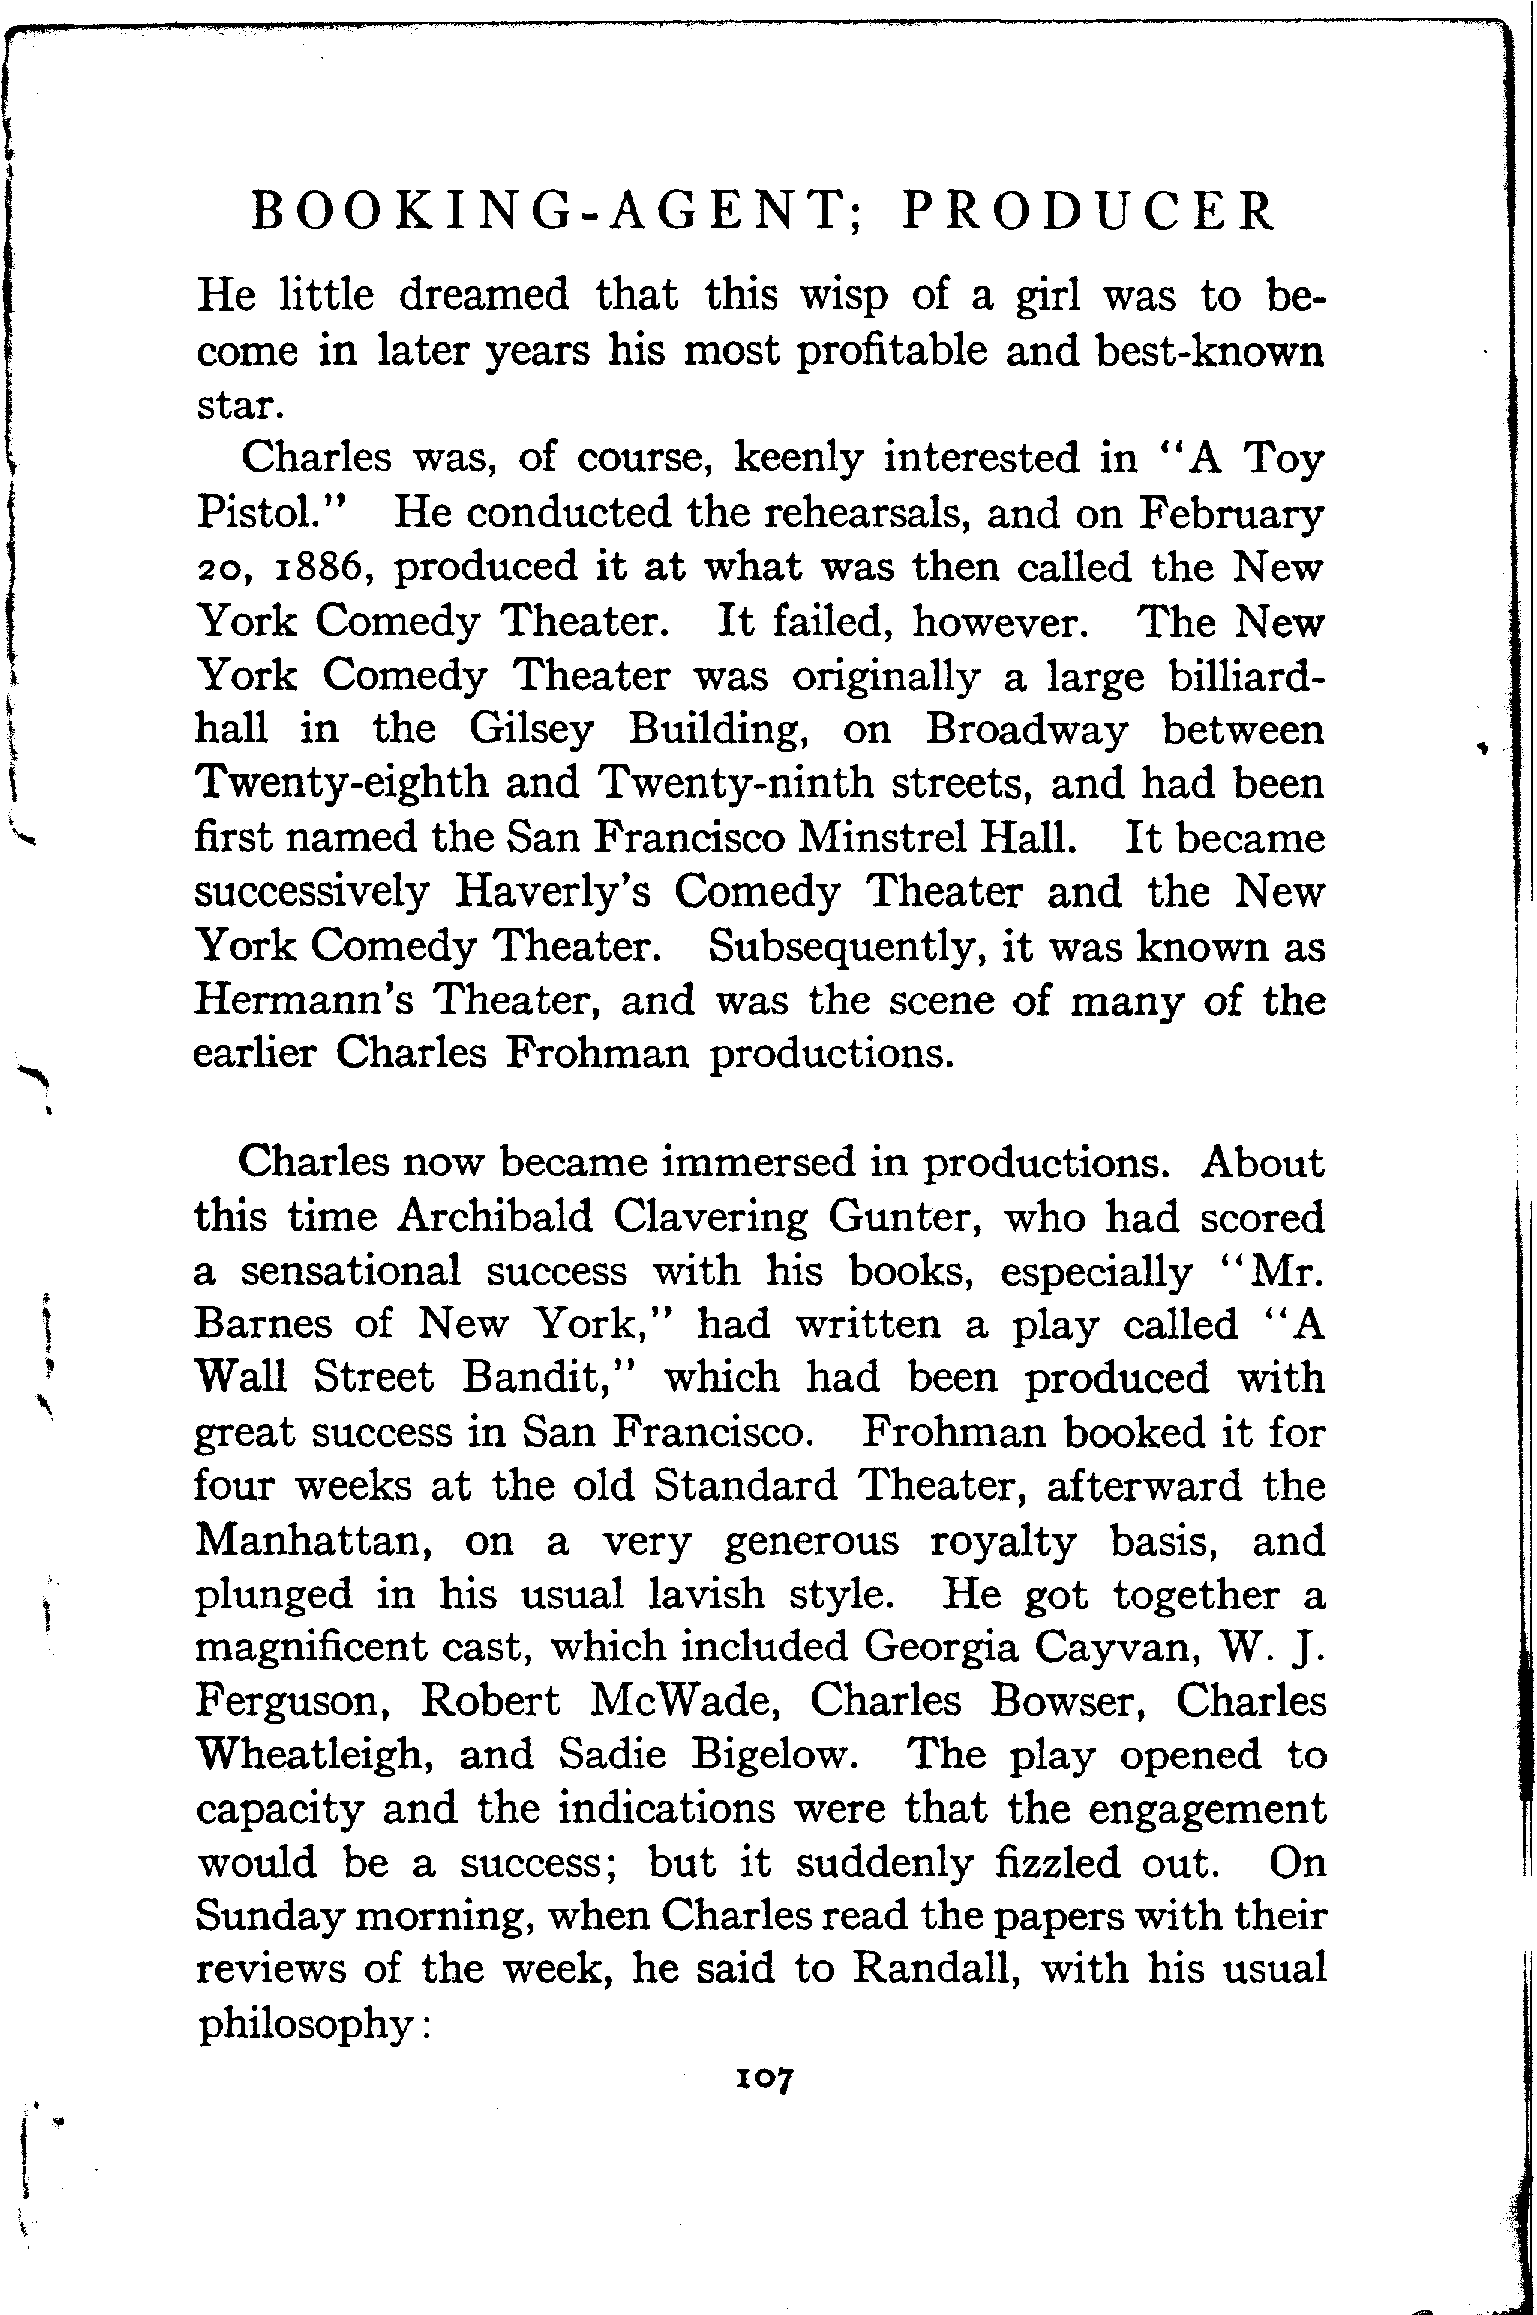 BOOKING-AGENT; PRODUCER
He little dreamed that this wisp of a girl was to be-
come in later years his most profitable and best-known
star.
Charles was, of course, keenly interested in "A Toy
Pistol." He conducted the rehearsals, and on February
20, 1886, produced it at what was then called the New
York Comedy Theater. It failed, however. The New
York Comedy Theater was originally a large billiard-
hall in the Gilsey Building, on Broadway between
Twenty-eighth and Twenty-ninth streets, and had been
first named the San Francisco Minstrel Hall. It became
successively Haverly's Comedy Theater and the New
York Comedy Theater. Subsequently, it was known as
Hermann's Theater, and was the scene of many of the
earlier Charles Frohman productions.
Charles now became immersed in productions. About
this time Archibald Clavering Gunter, who had scored
a sensational success with his books, especially "Mr.
Barnes of New York," had written a play called "A
Wall Street Bandit," which had been produced with
great success in San Francisco. Frohman booked it for
four weeks at the old Standard Theater, afterward the
Manhattan, on a very generous royalty basis, and
plunged in his usual lavish style. He got together a
magnificent cast, which included Georgia Cayvan, W. J.
Ferguson, Robert McWade, Charles Bowser, Charles
Wheatleigh, and Sadie Bigelow. The play opened to
capacity and the indications were that the engagement
would be a success; but it suddenly fizzled out. On
Sunday morning, when Charles read the papers with their
reviews of the week, he said to Randall, with his usual
philosophy:
107